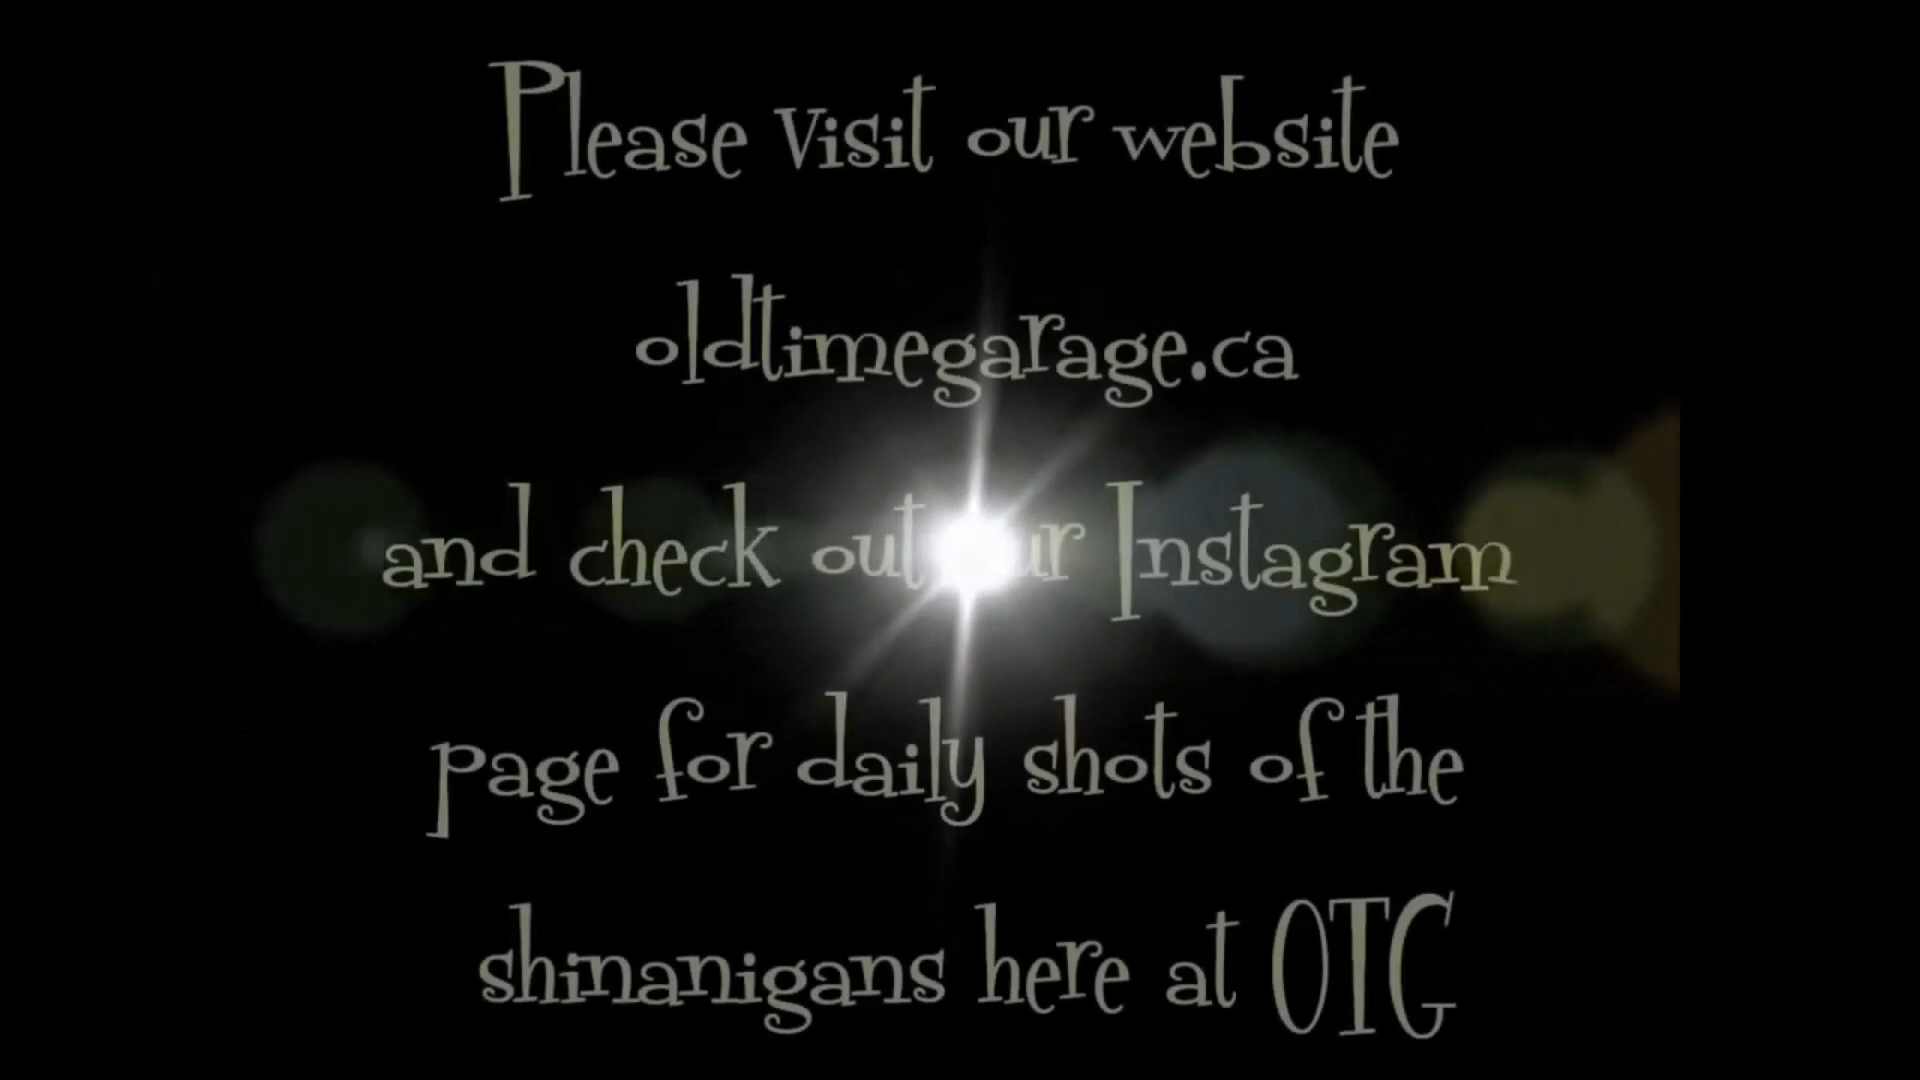 Please visit our website
oldtimegarage.ca
and check out ur Instagram
page for daily shots of the
shinanigans here at OTG